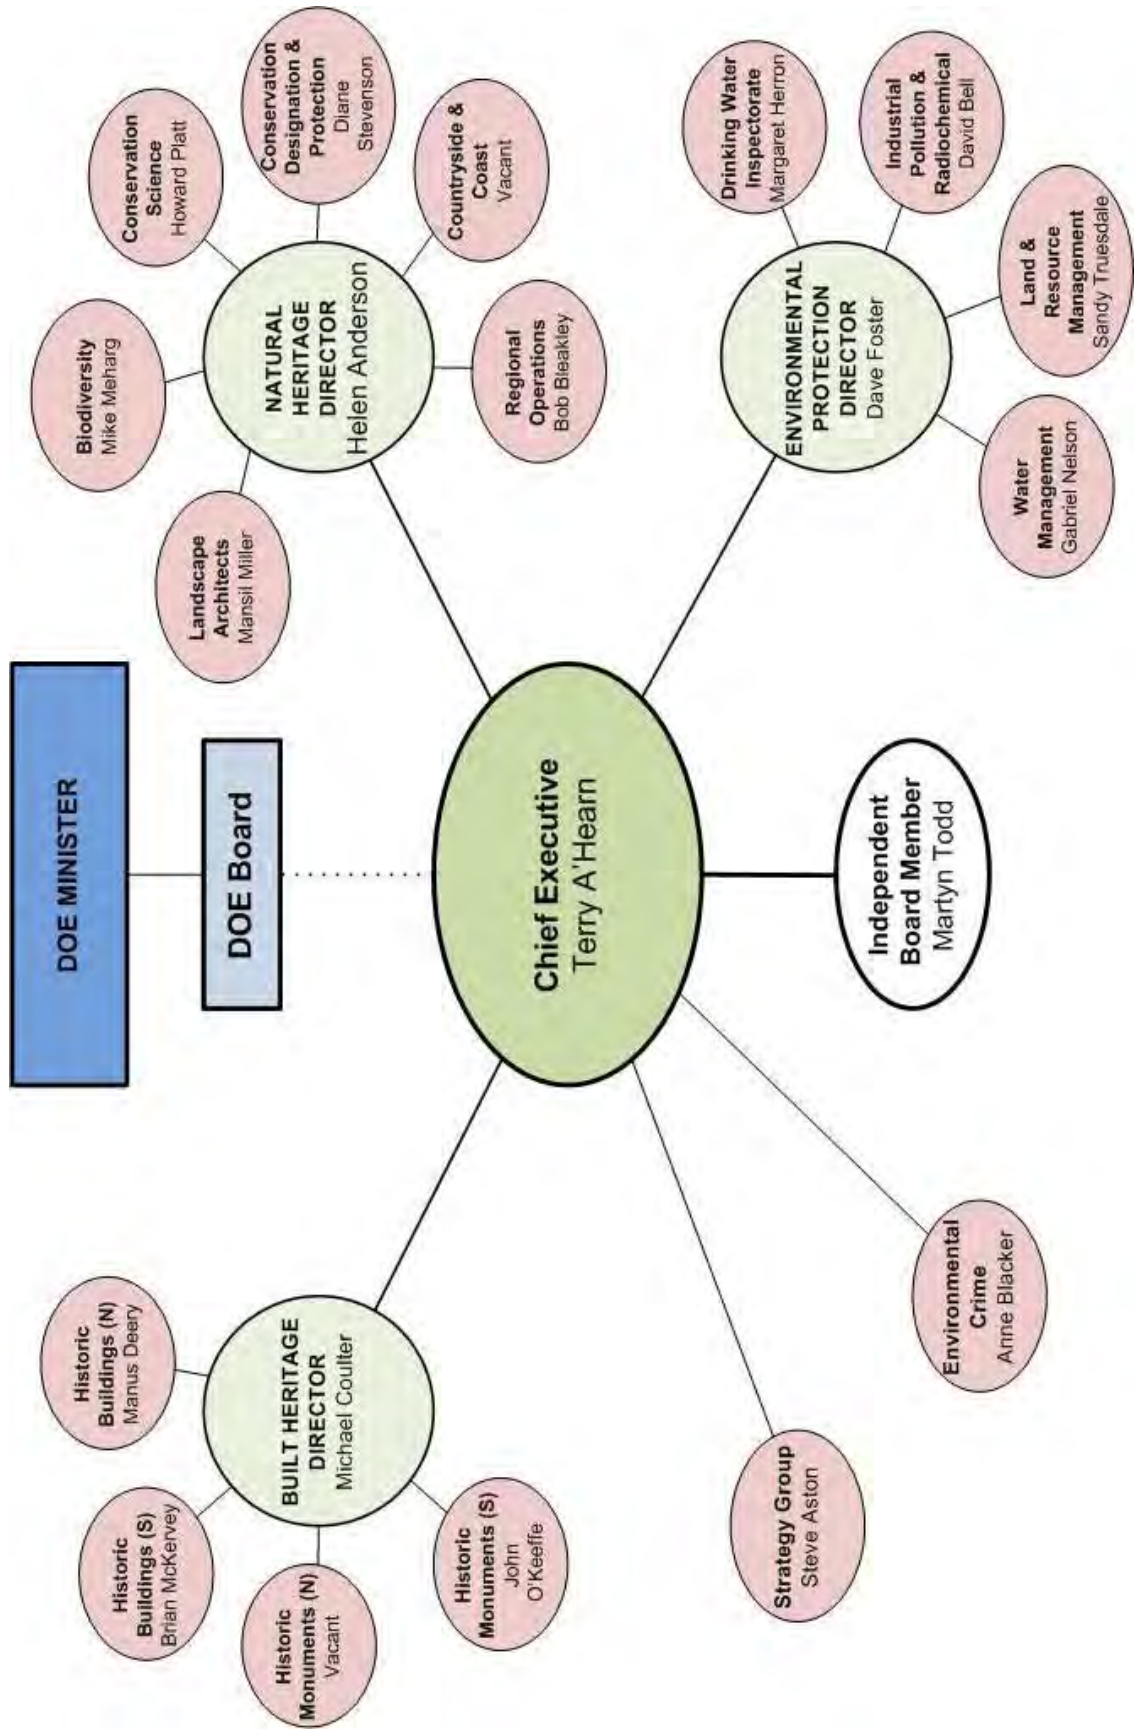 DOE MINISTER
DOE Board
Chief Executive
Terry A'Hearn
Independent
Board Member
Martyn Todd
BUILT HERITAGE
DIRECTOR
Michael Coulter
Historic
Buildings (N)
Manus Deery
Historic
Buildings (S)
Brian McKervey
Historic
Monuments (N)
Vacant
Historic
Monuments (S)
John
O'Keeffe
Strategy Group
Steve Aston
Environmental
Crime
Anne Blacker
NATURAL
HERITAGE
DIRECTOR
Helen Anderson
Landscape
Architects
Mansil Miller
Biodiversity
Mike Meharg
Conservation
Science
Howard Platt
Conservation
Designation &
Protection
Diane
Stevenson
Countryside &
Coast
Vacant
Regional
Operations
Bob Bleakley
ENVIRONMENTAL
PROTECTION
DIRECTOR
Dave Foster
Drinking Water
Inspectorate
Margaret Herron
Industrial
Pollution &
Radiochemical
David Bell
Land &
Resource
Management
Sandy Truesdale
Water
Management
Gabriel Nelson